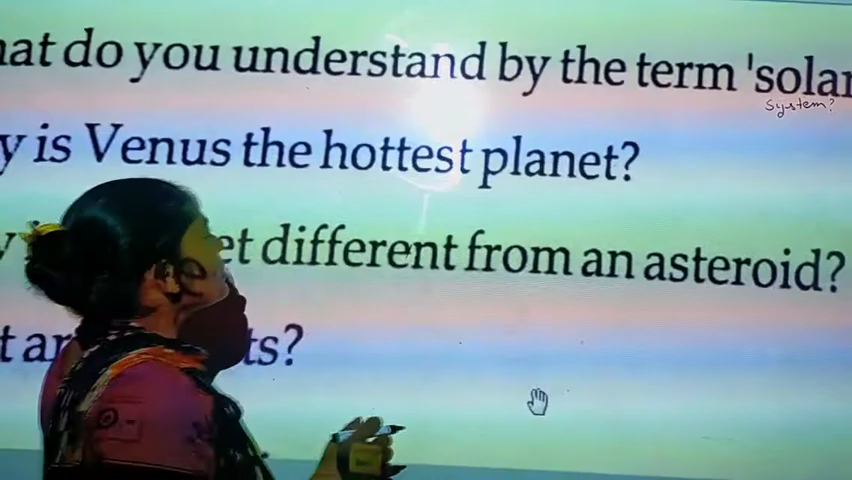 at do you understand by the term 'solar
system?
y is Venus the hottest planet?
et different from an asteroid?
t ar ts?